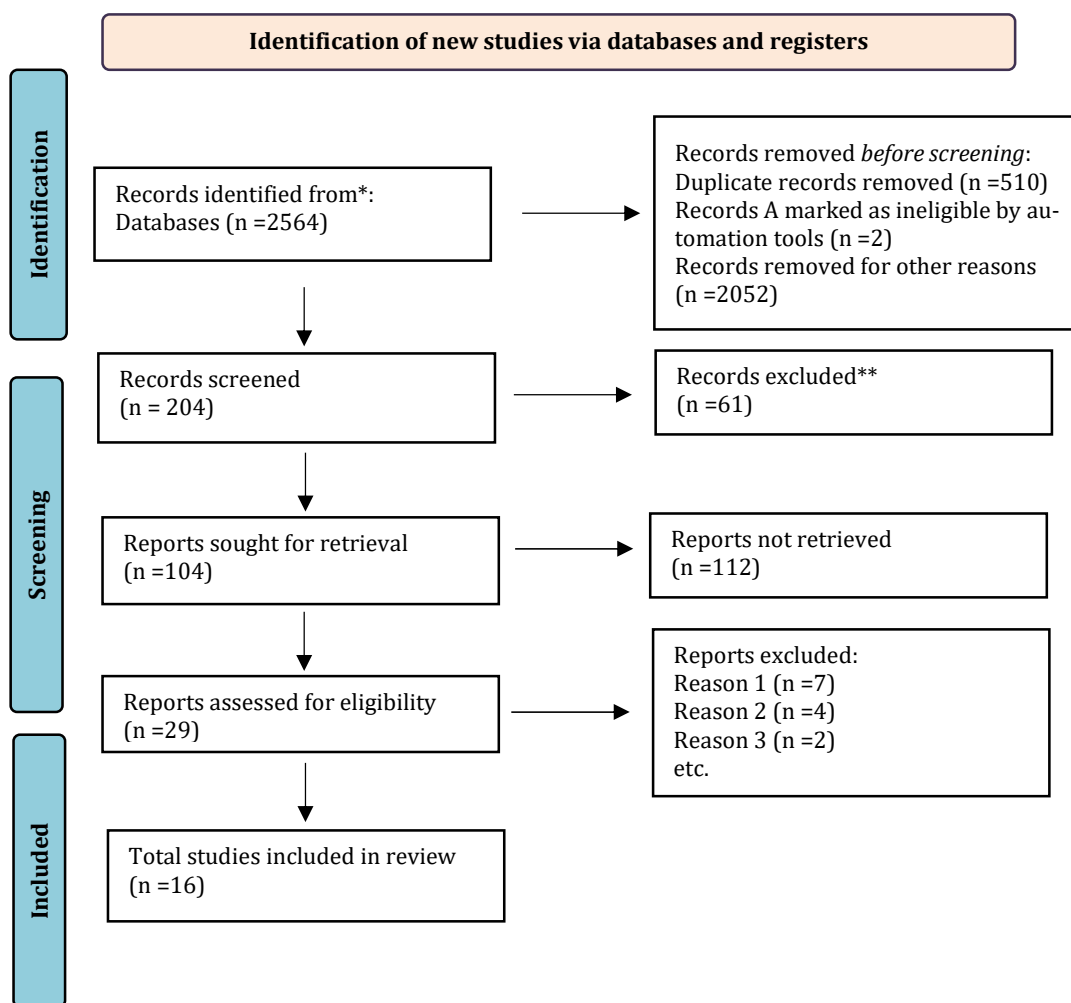 Identification of new studies via databases and registers
Identification
Records identified from*:
Databases (n =2564)
Records removed before screening:
Duplicate records removed (n =510)
Records A marked as ineligible by au-
tomation tools (n =2)
Records removed for other reasons
(n =2052)
Screening
Records screened
(n = 204)
Records excluded**
(n =61)
Reports sought for retrieval
(n =104)
Reports not retrieved
(n =112)
Reports assessed for eligibility
(n =29)
Reports excluded:
Reason 1 (n =7)
Reason 2 (n =4)
Reason 3 (n =2)
etc.
Included
Total studies included in review
(n =16)